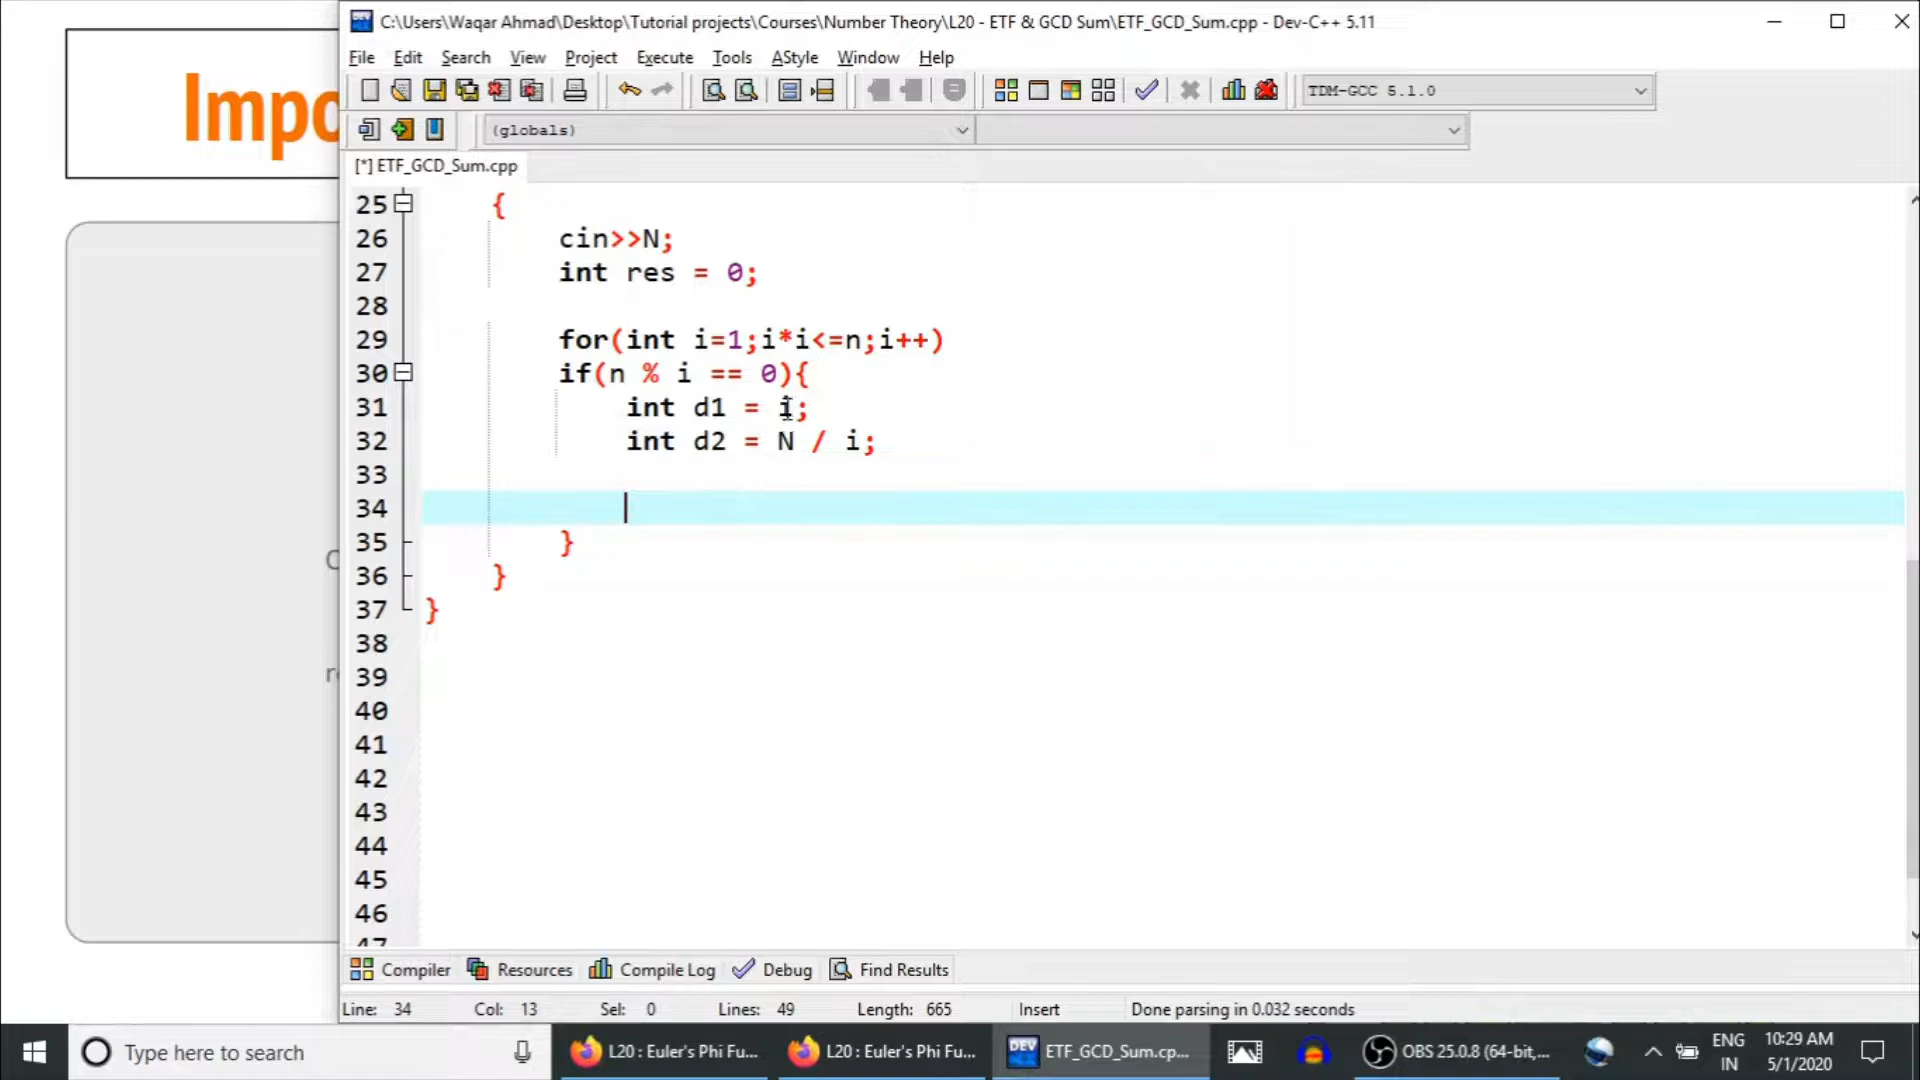 Impo
C:\Users\Waqar Ahmad\Desktop\Tutorial projects\Courses\Number Theory\L20 - ETF & GCD Sum\ETF_GCD_Sum.cpp - Dev-C++ 5.11
File Edit Search View Project Execute Tools AStyle Window Help
TDM-GCC 5.1.0
(globals)
[*] ETF_GCD_Sum.cpp
25 {
26 cin>>N;
27 int res = 0;
28
29 for(int i=1;i*i<=n;i++)
30 if(n % i == 0){
31 int d1 = i;
32 int d2 = N / i;
33
34
35 }
36 }
37 }
38
39
40
41
42
43
44
45
46
47
Compiler Resources Compile Log Debug Find Results
Line: 34 Col: 13 Sel: 0 Lines: 49 Length: 665 Insert Done parsing in 0.032 seconds
Type here to search
L20 : Euler's Phi Fu...
L20 : Euler's Phi Fu...
DEV ETF_GCD_Sum.cp...
OBS 25.0.8 (64-bit,...
ENG
IN
10:29 AM
5/1/2020